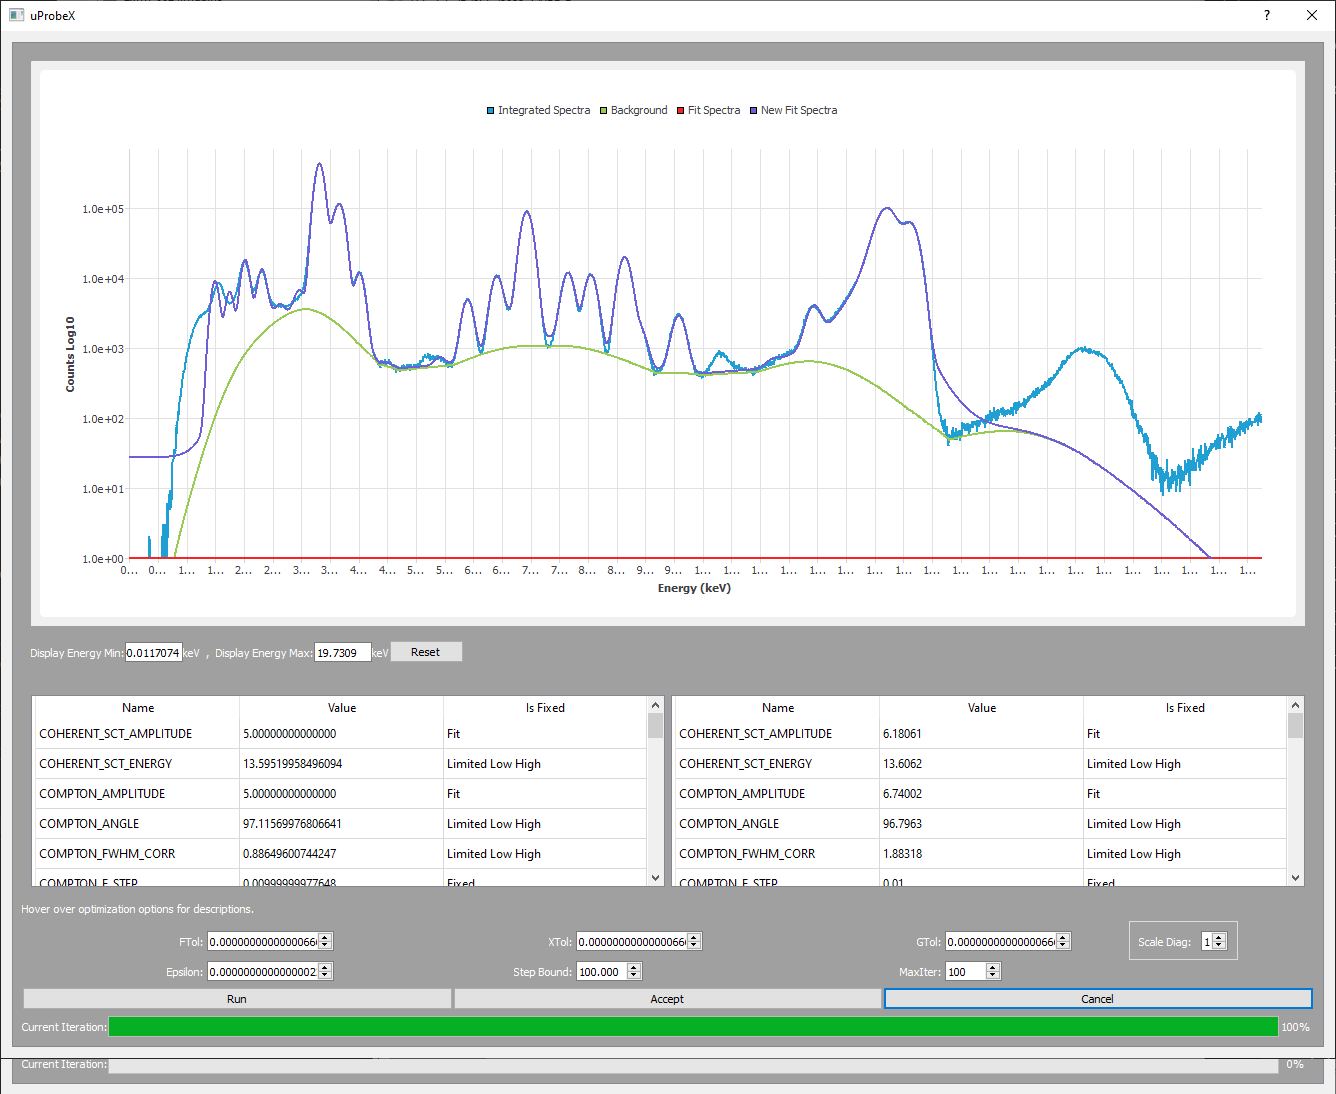 uProbeX
Integrated Spectra Background Fit Spectra New Fit Spectra
1.0e+05
1.0e+04
1.0e+03
1.0e+02
1.0e+01
1.0e+00
Counts Log10
0... 0... 1... 1... 2... 2... 3... 3... 4... 4... 5... 5... 6... 6... 7... 7... 8... 8... 9... 9... 1... 1... 1... 1... 1... 1... 1... 1... 1... 1... 1... 1... 1... 1... 1... 1... 1... 1... 1... 1...
Energy (keV)
Display Energy Min: 0.0117074 keV , Display Energy Max: 19.7309 keV Reset
Name Value Is Fixed Name Value Is Fixed
COHERENT_SCT_AMPLITUDE 5.00000000000000 Fit COHERENT_SCT_AMPLITUDE 6.18061 Fit
COHERENT_SCT_ENERGY 13.59519958496094 Limited Low High COHERENT_SCT_ENERGY 13.6062 Limited Low High
COMPTON_AMPLITUDE 5.00000000000000 Fit COMPTON_AMPLITUDE 6.74002 Fit
COMPTON_ANGLE 97.11569976806641 Limited Low High COMPTON_ANGLE 96.7963 Limited Low High
COMPTON_FWHM_CORR 0.88649600744247 Limited Low High COMPTON_FWHM_CORR 1.88318 Limited Low High
COMPTON_F_STEP 0.00999999977648 Fixed COMPTON_F_STEP 0.01 Fixed
Hover over optimization options for descriptions.
FTol: 0.0000000000000066 XTol: 0.0000000000000066 GTol: 0.0000000000000066 Scale Diag: 1
Epsilon: 0.0000000000000002 Step Bound: 100.000 MaxIter: 100
Run Accept Cancel
Current Iteration: 100%
Current Iteration: 0%